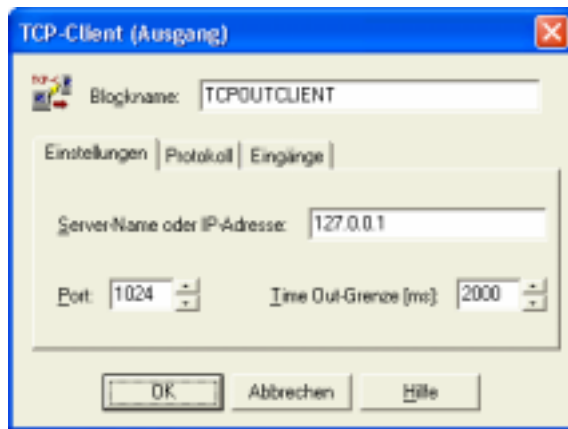 TCP-Client (Ausgang)
Blockname: TCPOUTCLIENT
Einstellungen Protokoll Eingänge
Server-Name oder IP-Adresse: 127.0.0.1
Port: 1024 Time Out-Grenze [ms]: 2000
OK Abbrechen Hilfe